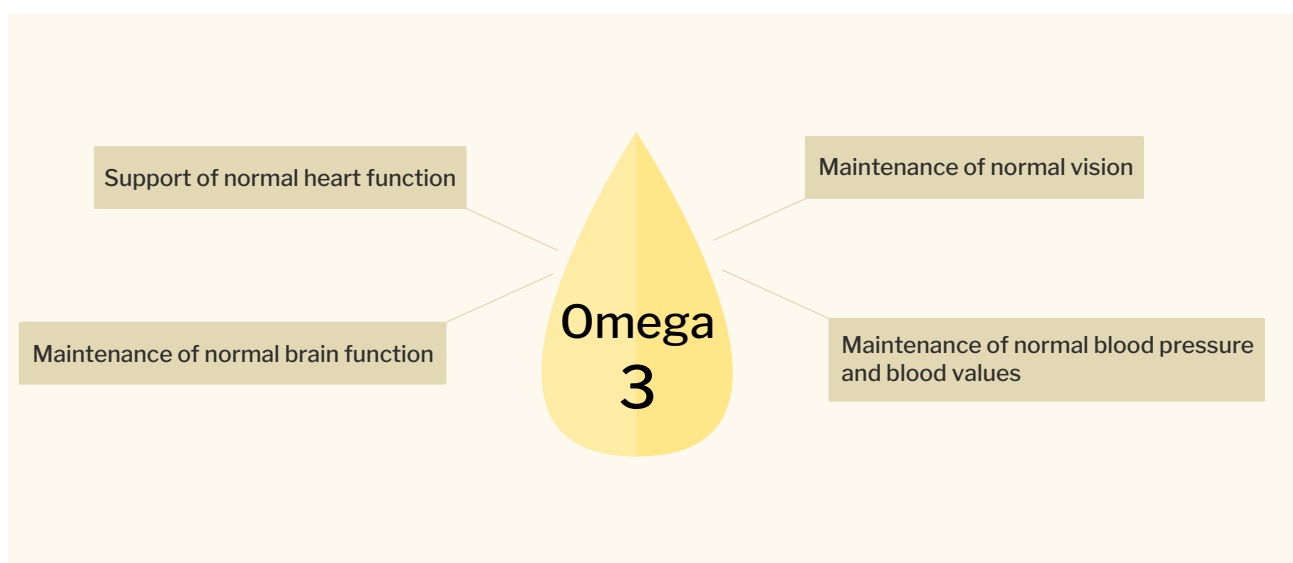 Support of normal heart function
Maintenance of normal brain function
Omega
3
Maintenance of normal vision
Maintenance of normal blood pressure
and blood values